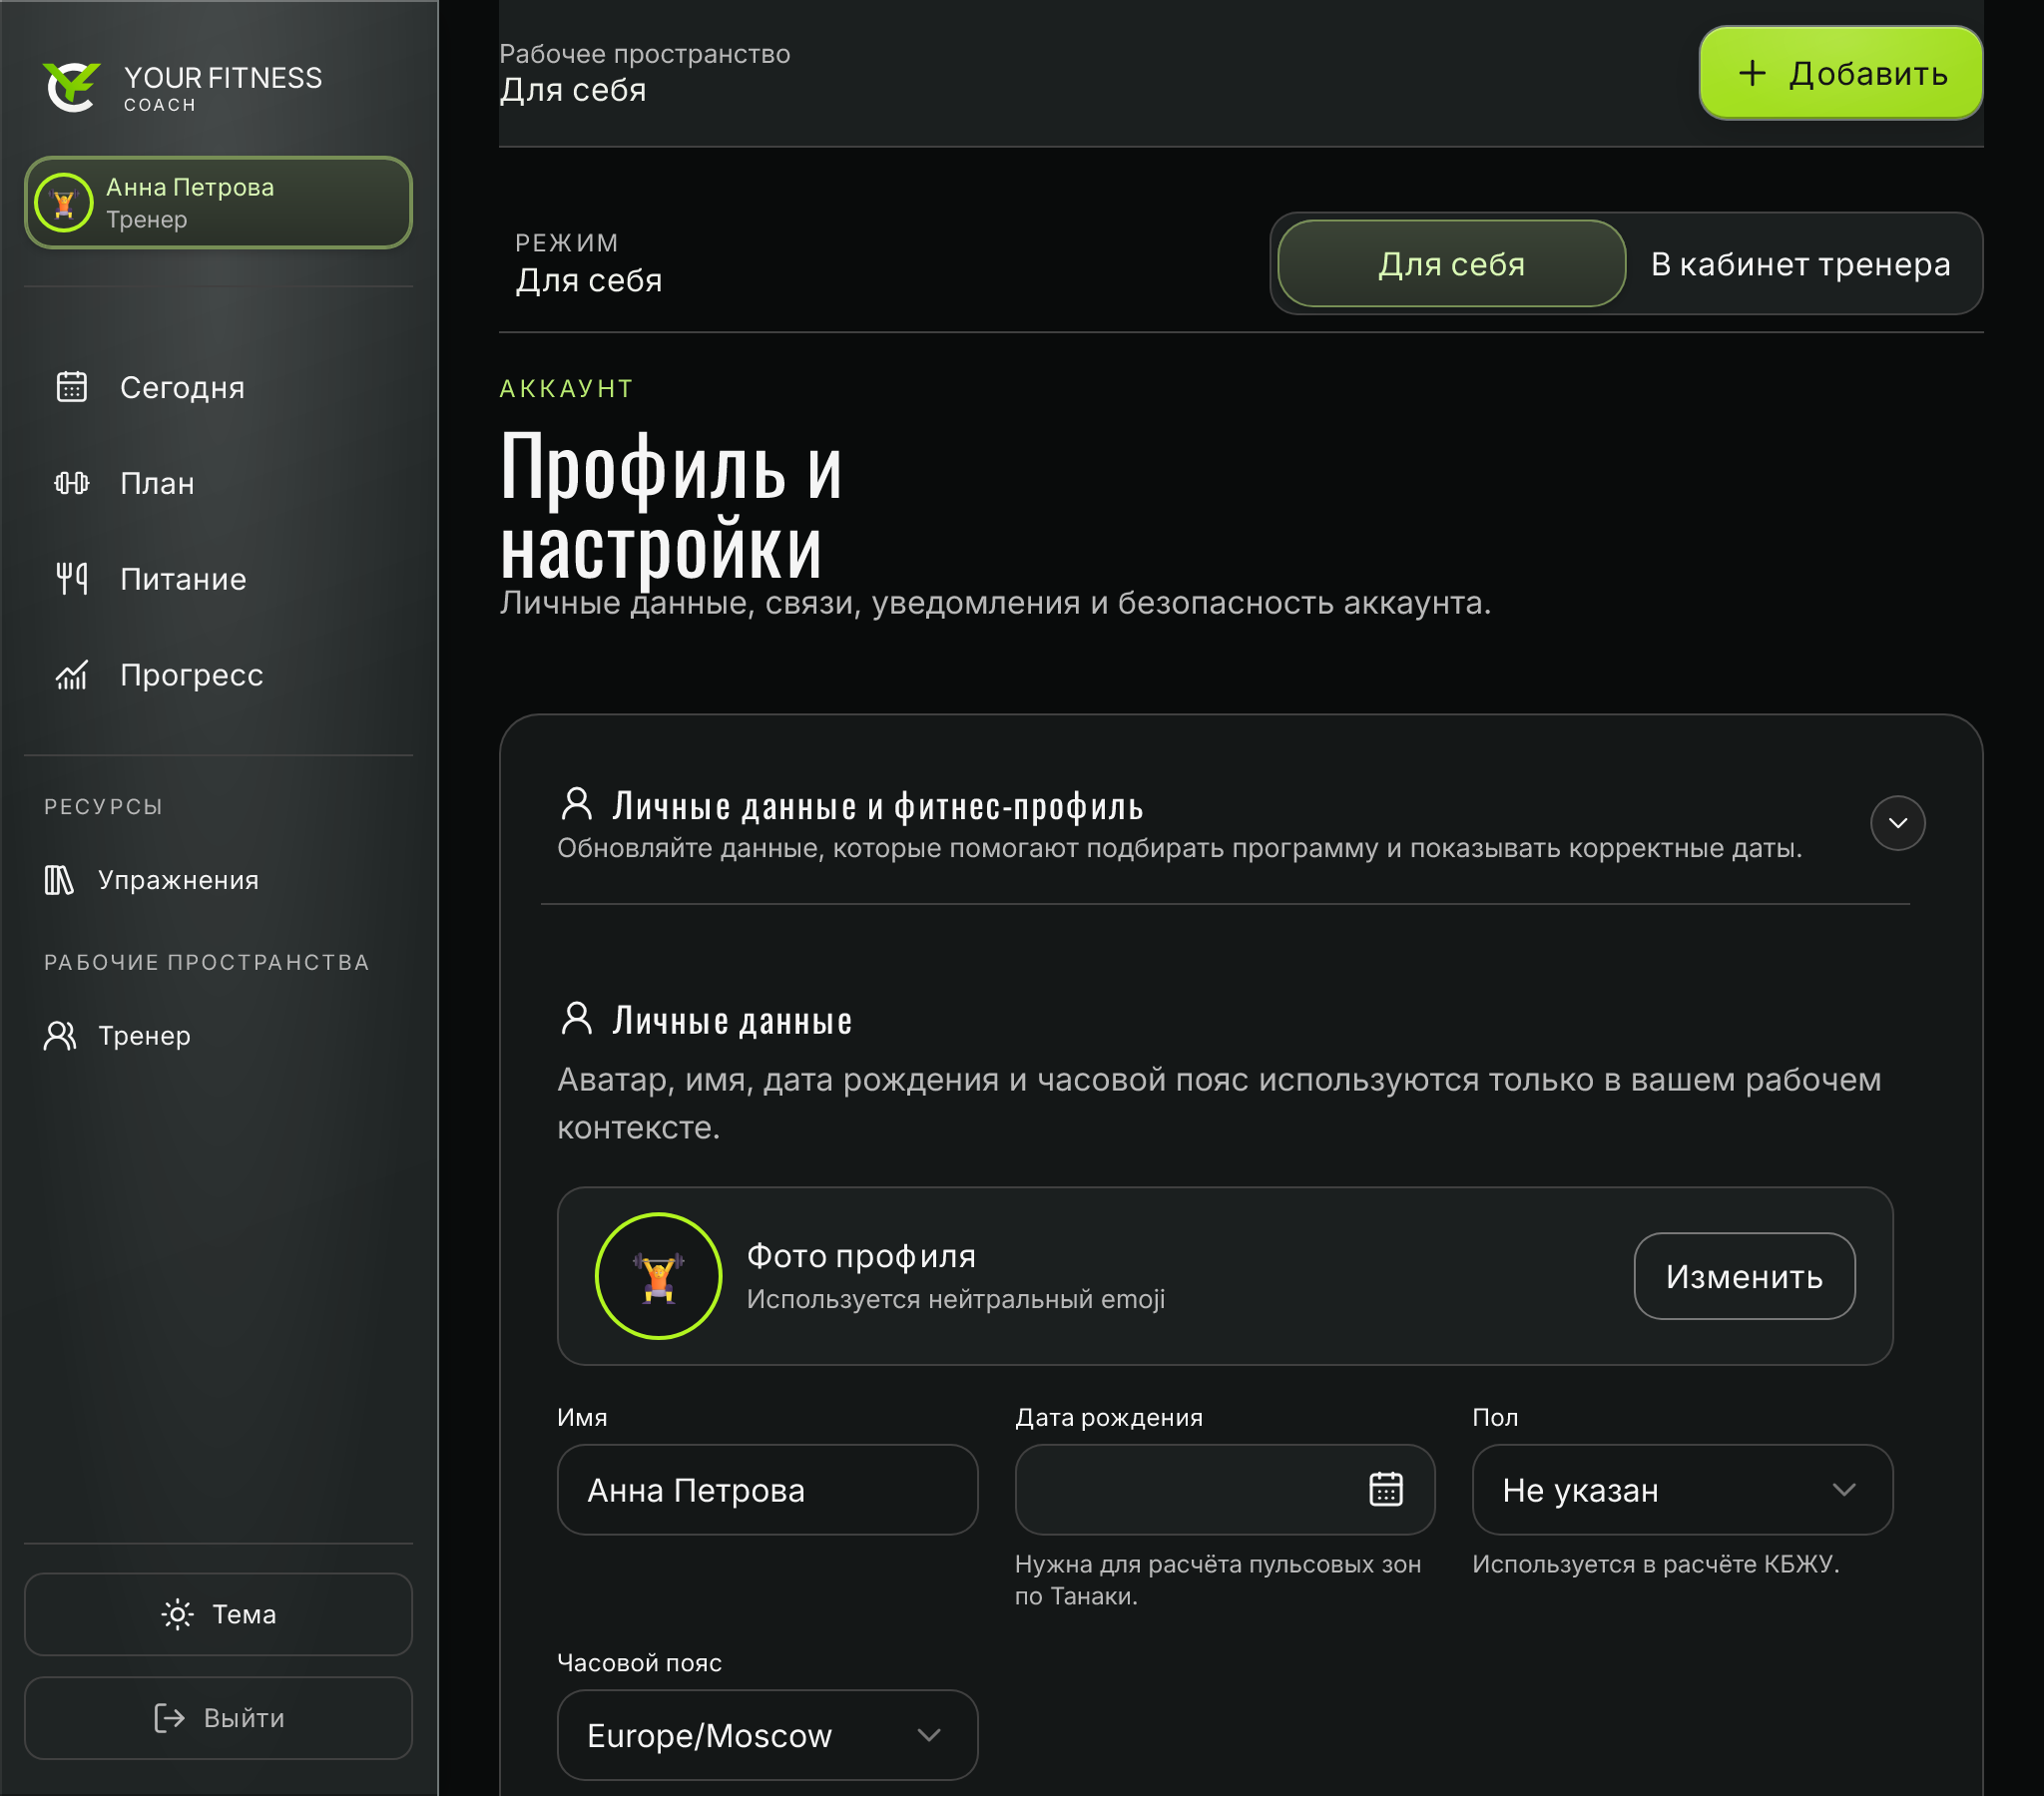 YOUR FITNESS
COACH
Анна Петрова
Тренер
Сегодня
План
Питание
Прогресс
РЕСУРСЫ
Упражнения
РАБОЧИЕ ПРОСТРАНСТВА
Тренер
Тема
Выйти
Рабочее пространство
Для себя
Добавить
РЕЖИМ
Для себя
Для себя
В кабинет тренера
АККАУНТ
Профиль и
настройки
Личные данные, связи, уведомления и безопасность аккаунта.
Личные данные и фитнес-профиль
Обновляйте данные, которые помогают подбирать программу и показывать корректные даты.
Личные данные
Аватар, имя, дата рождения и часовой пояс используются только в вашем рабочем
контексте.
Фото профиля
Используется нейтральный emoji
Изменить
Имя
Анна Петрова
Дата рождения
Нужна для расчёта пульсовых зон
по Танаки.
Пол
Не указан
Используется в расчёте КБЖУ.
Часовой пояс
Europe/Moscow